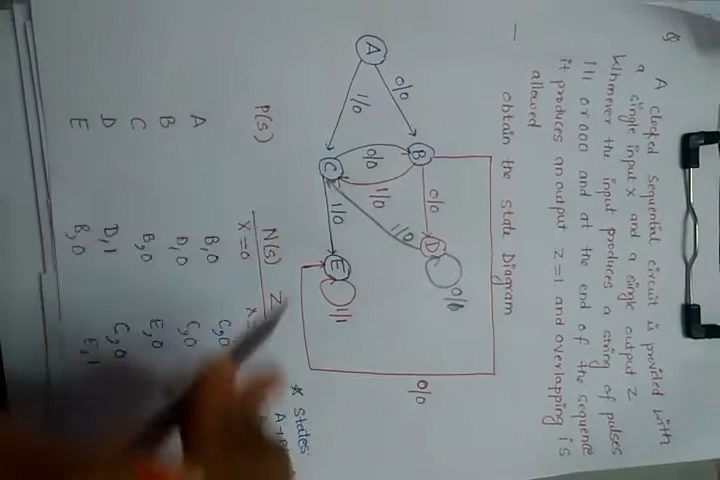 Q A clocked sequential circuit is provided with
a single input x and a single output Z
Whenever the input produces a string of pulses
111 or 000 and at the end of the sequence
it produces an output Z=1 and overlapping is
allowed
— obtain the state Diagram
A
0/0
1/0
B
0/0
1/0
C
0/0
D
1/0
0/0
1/0
E
1/1
0/0
* States:
P(s) N(s) Z
x=0 x
A B,0 C,0
B D,0 C,0
C B,0 E,0
D D,1 C,0
E B,0 E,1